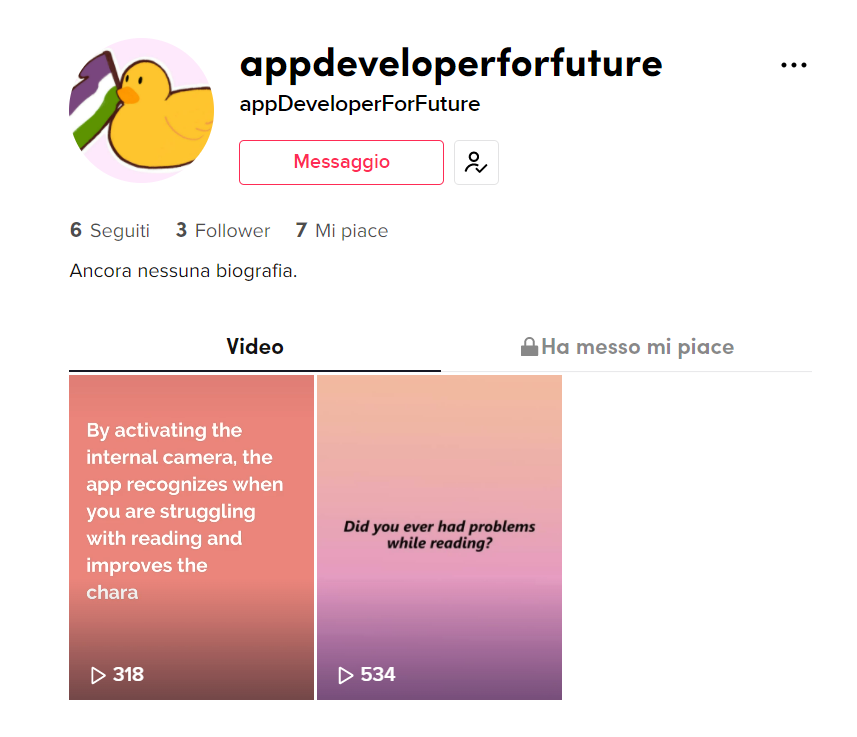 appdeveloperforfuture
appDeveloperForFuture
Messaggio
6 Seguiti 3 Follower 7 Mi piace
Ancora nessuna biografia.
Video
Ha messo mi piace
By activating the
internal camera, the
app recognizes when
you are struggling
with reading and
improves the
chara
318
Did you ever had problems
while reading?
534